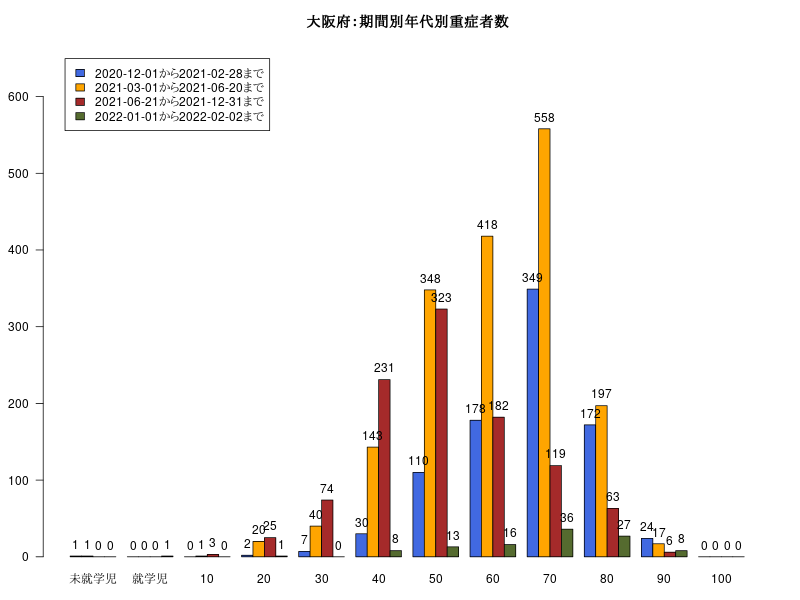 大阪府：期間別年代別重症者数
2020-12-01から2021-02-28まで
2021-03-01から2021-06-20まで
2021-06-21から2021-12-31まで
2022-01-01から2022-02-02まで
600
500
400
300
200
100
0
1 1 0 0
0 0 0 1
0 1 3 0
2 20 25 1
7 40 74 0
30 143 231 8
110 348 323 13
178 418 182 16
349 558 119 36
172 197 63 27
24 17 6 8
0 0 0 0
未就学児 就学児 10 20 30 40 50 60 70 80 90 100